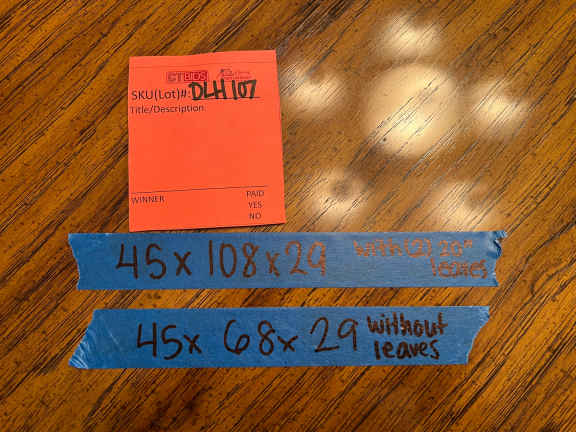 CTBIDS
SKU(Lot)#: DLH 107
Title/Description
WINNER
PAID
YES
NO
45 x 108 x 29 with (2) 20" leaves
45 x 68 x 29 without leaves